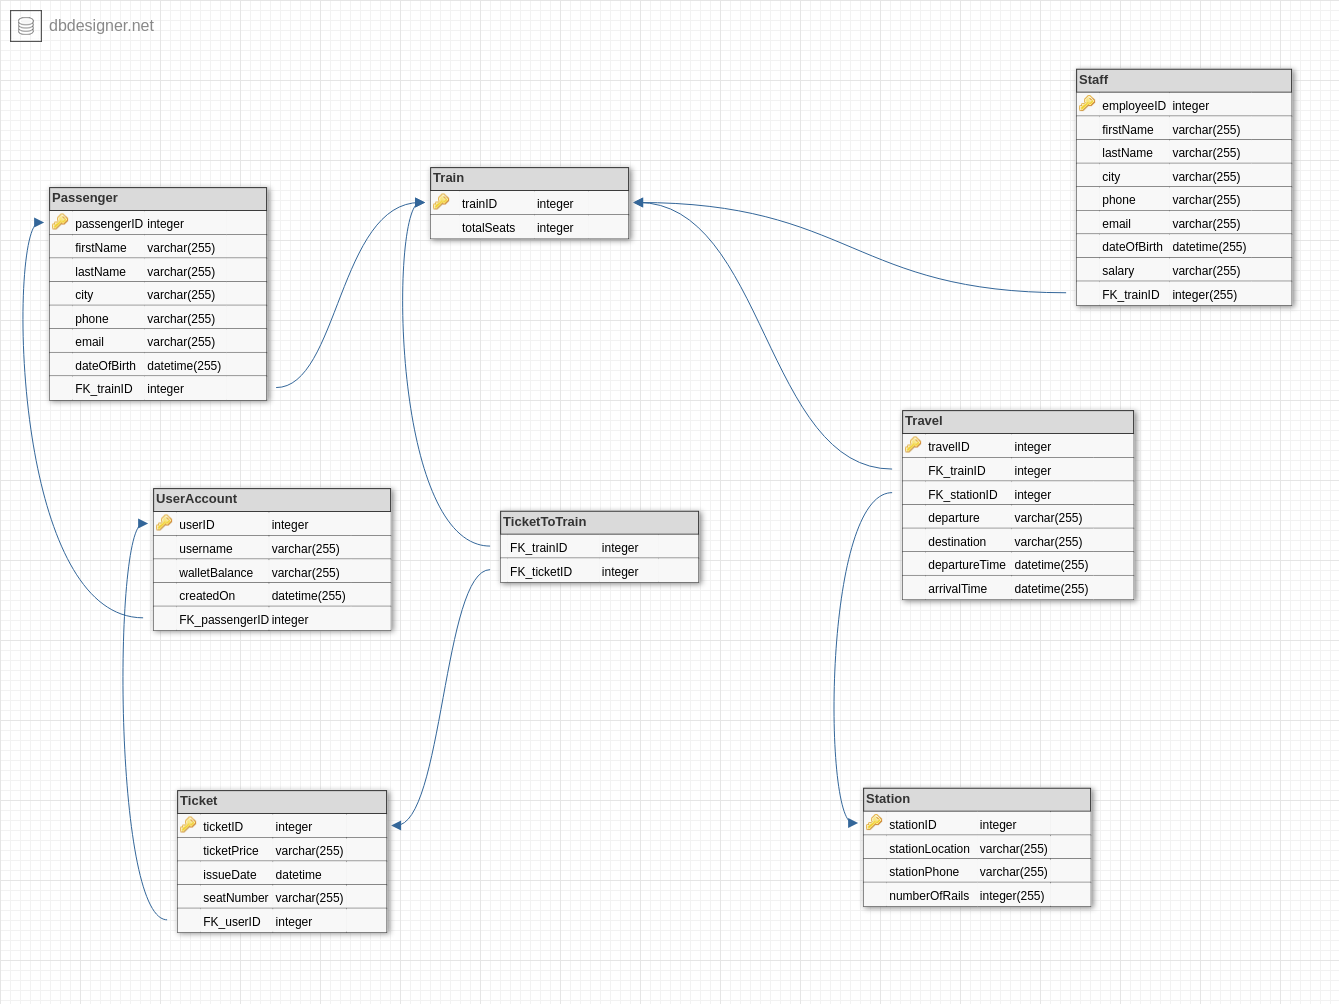 dbdesigner.net
Staff
employeeID integer
firstName varchar(255)
lastName varchar(255)
city varchar(255)
phone varchar(255)
email varchar(255)
dateOfBirth datetime(255)
salary varchar(255)
FK_trainID integer(255)
Train
trainID integer
totalSeats integer
Passenger
passengerID integer
firstName varchar(255)
lastName varchar(255)
city varchar(255)
phone varchar(255)
email varchar(255)
dateOfBirth datetime(255)
FK_trainID integer
Travel
travelID integer
FK_trainID integer
FK_stationID integer
departure varchar(255)
destination varchar(255)
departureTime datetime(255)
arrivalTime datetime(255)
UserAccount
userID integer
username varchar(255)
walletBalance varchar(255)
createdOn datetime(255)
FK_passengerID integer
TicketToTrain
FK_trainID integer
FK_ticketID integer
Ticket
ticketID integer
ticketPrice varchar(255)
issueDate datetime
seatNumber varchar(255)
FK_userID integer
Station
stationID integer
stationLocation varchar(255)
stationPhone varchar(255)
numberOfRails integer(255)